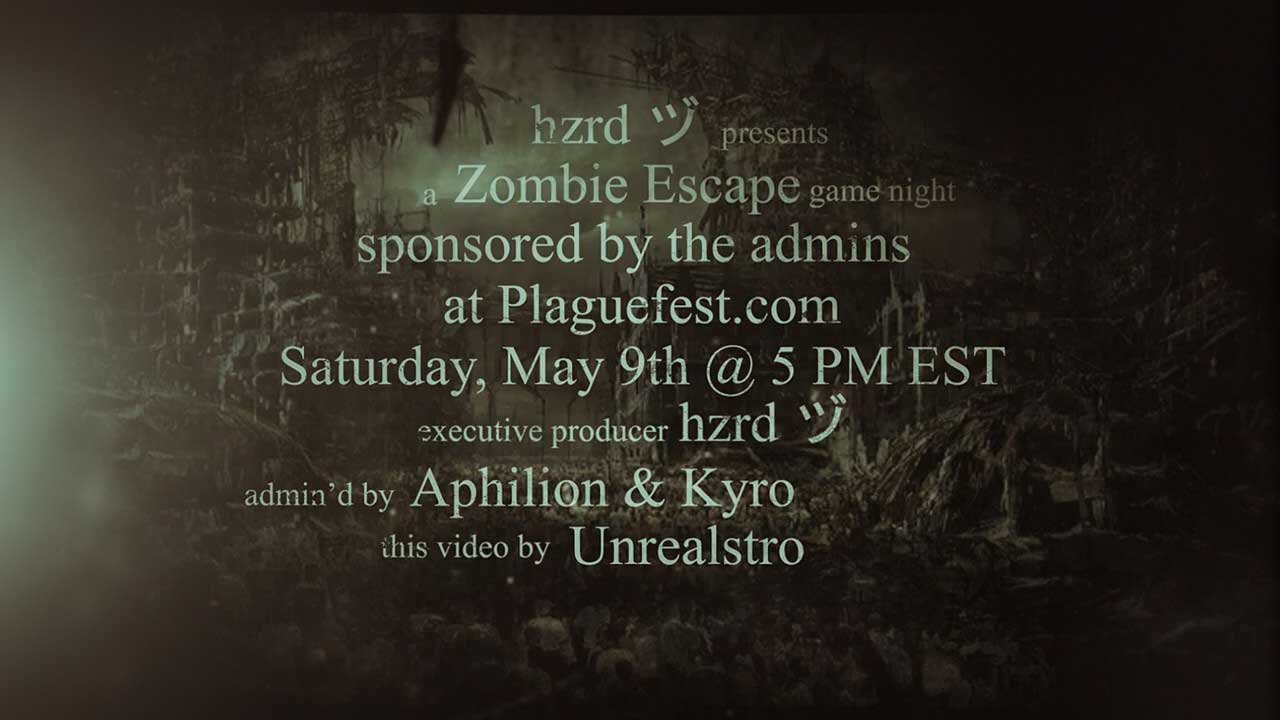 hzrd ヅ presents
a Zombie Escape game night
sponsored by the admins
at Plaguefest.com
Saturday, May 9th @ 5 PM EST
executive producer hzrd ヅ
admin’d by Aphilion & Kyro
this video by Unrealstro